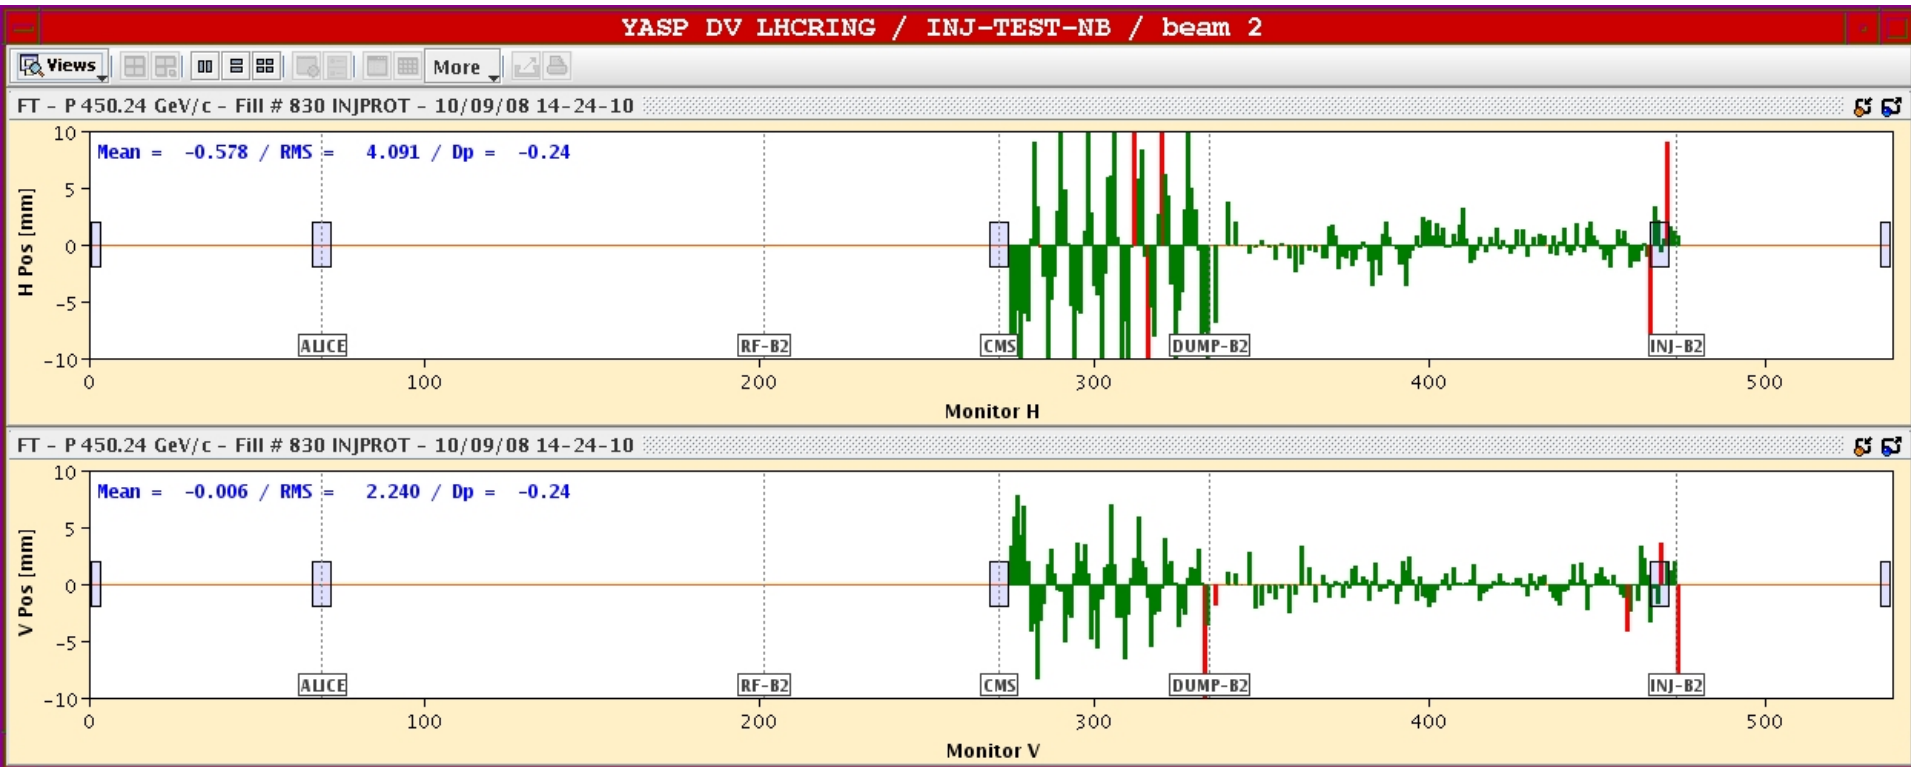 YASP DV LHCRING / INJ-TEST-NB / beam 2
Views More
FT - P 450.24 GeV/c - Fill # 830 INJPROT - 10/09/08 14-24-10
Mean = -0.578 / RMS = 4.091 / Dp = -0.24
H Pos [mm]
10
5
0
-5
-10
ALICE RF-B2 CMS DUMP-B2 INJ-B2
0 100 200 300 400 500
Monitor H
FT - P 450.24 GeV/c - Fill # 830 INJPROT - 10/09/08 14-24-10
Mean = -0.006 / RMS = 2.240 / Dp = -0.24
V Pos [mm]
10
5
0
-5
-10
ALICE RF-B2 CMS DUMP-B2 INJ-B2
0 100 200 300 400 500
Monitor V